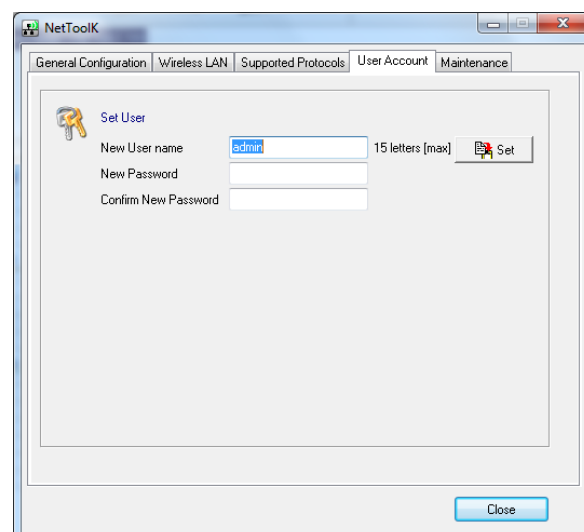 NetToolK
General Configuration Wireless LAN Supported Protocols User Account Maintenance
Set User
New User name admin 15 letters [max] Set
New Password
Confirm New Password
Close